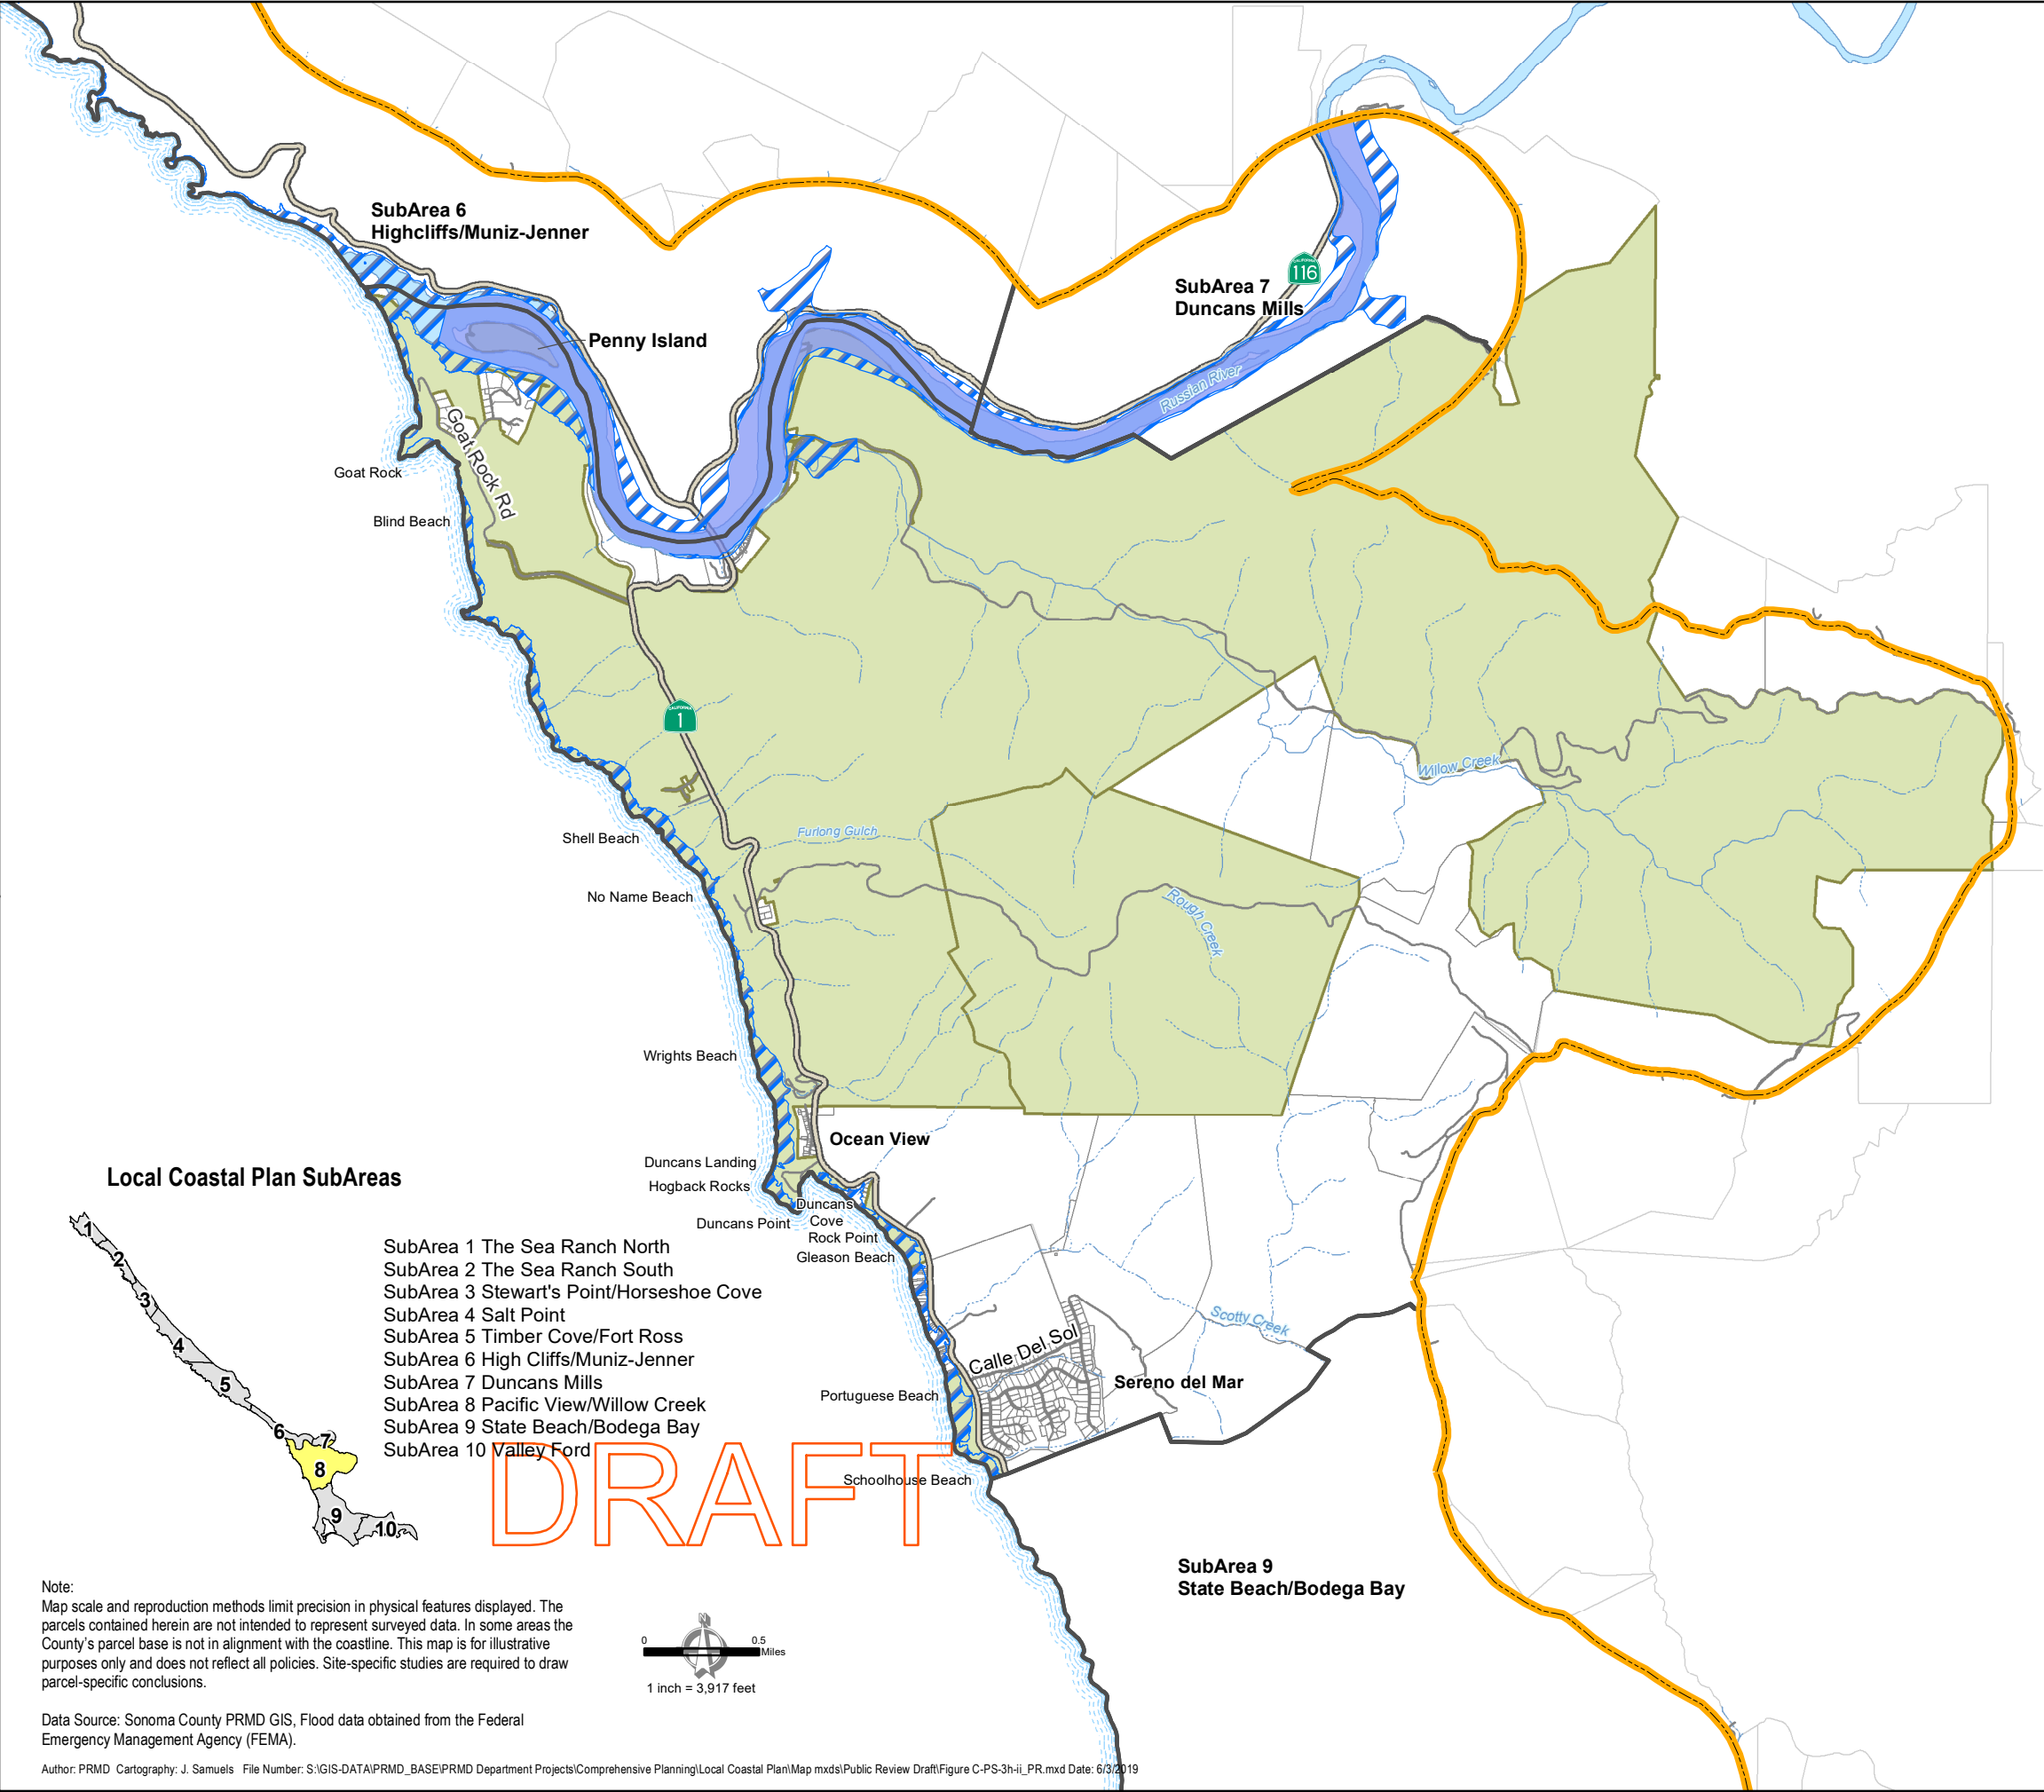 SubArea 6
Highcliffs/Muniz-Jenner
SubArea 7
Duncans Mills
CALIFORNIA
116
Penny Island
Russian River
Goat Rock Rd
Goat Rock
Blind Beach
CALIFORNIA
1
Willow Creek
Shell Beach
Furlong Gulch
No Name Beach
Rough Creek
Wrights Beach
Ocean View
Duncans Landing
Hogback Rocks
Duncans Point
Duncans
Cove
Rock Point
Gleason Beach
Scotty Creek
Calle Del Sol
Sereno del Mar
Portuguese Beach
Schoolhouse Beach
SubArea 9
State Beach/Bodega Bay
Local Coastal Plan SubAreas
1
2
3
4
5
6
7
8
9
10
SubArea 1 The Sea Ranch North
SubArea 2 The Sea Ranch South
SubArea 3 Stewart's Point/Horseshoe Cove
SubArea 4 Salt Point
SubArea 5 Timber Cove/Fort Ross
SubArea 6 High Cliffs/Muniz-Jenner
SubArea 7 Duncans Mills
SubArea 8 Pacific View/Willow Creek
SubArea 9 State Beach/Bodega Bay
SubArea 10 Valley Ford
DRAFT
Note:
Map scale and reproduction methods limit precision in physical features displayed. The
parcels contained herein are not intended to represent surveyed data. In some areas the
County's parcel base is not in alignment with the coastline. This map is for illustrative
purposes only and does not reflect all policies. Site-specific studies are required to draw
parcel-specific conclusions.
Data Source: Sonoma County PRMD GIS, Flood data obtained from the Federal
Emergency Management Agency (FEMA).
N
0 0.5
Miles
1 inch = 3,917 feet
Author: PRMD Cartography: J. Samuels File Number: S:\GIS-DATA\PRMD_BASE\PRMD Department Projects\Comprehensive Planning\Local Coastal Plan\Map mxds\Public Review Draft\Figure C-PS-3h-ii_PR.mxd Date: 6/3/2019